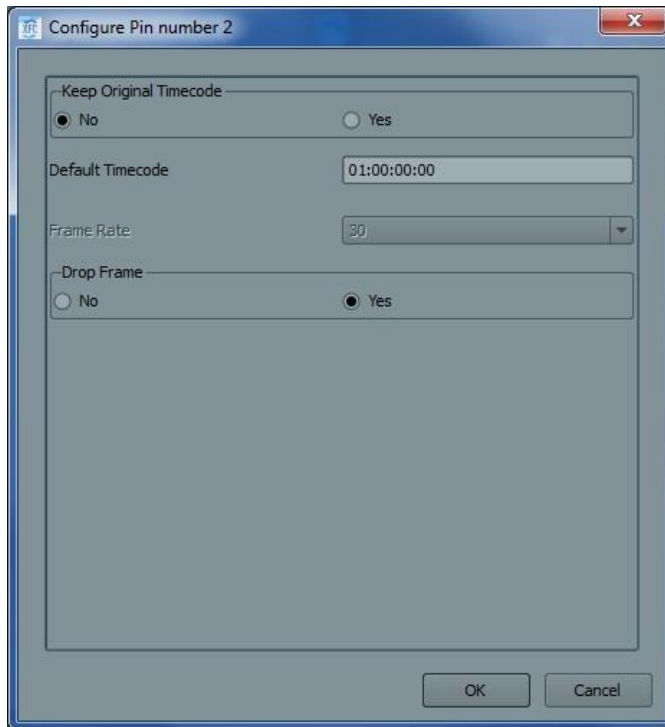 XFC Configure Pin number 2
Keep Original Timecode
No Yes
Default Timecode 01:00:00:00
Frame Rate 30
Drop Frame
No Yes
OK Cancel